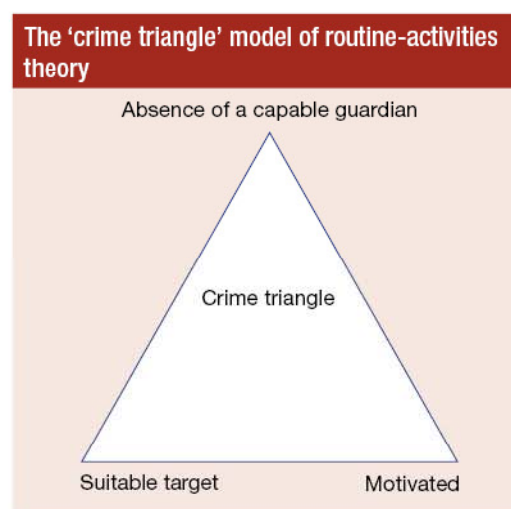 The ‘crime triangle’ model of routine-activities
theory
Absence of a capable guardian
Crime triangle
Suitable target
Motivated